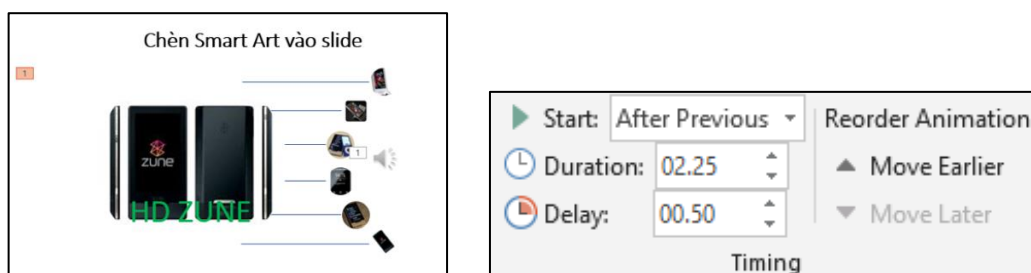 Chèn Smart Art vào slide
1
zune
1
HD ZUNE
Start: After Previous
Reorder Animation
Duration: 02.25
Move Earlier
Delay: 00.50
Move Later
Timing